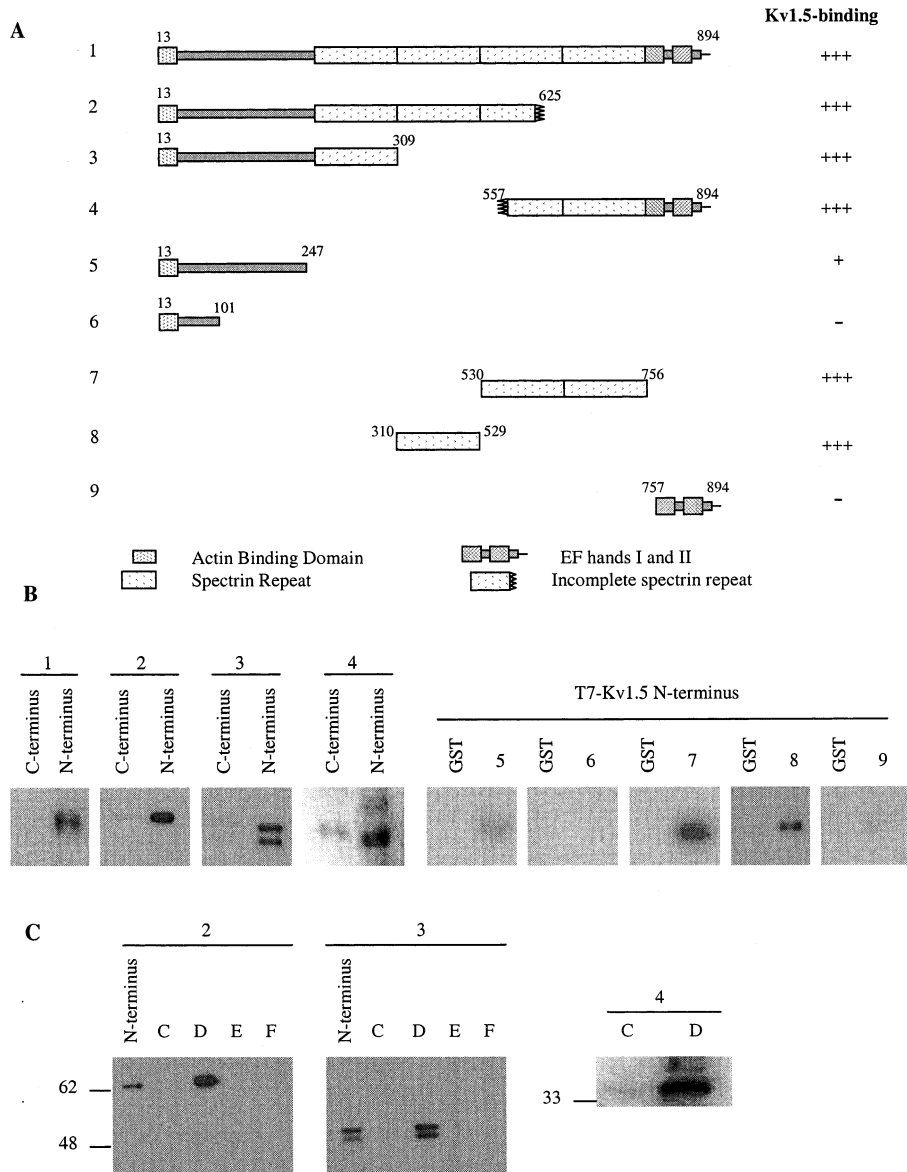 Kv1.5-binding
A
1 13 894 +++
2 13 625 +++
3 13 309 +++
4 557 894 +++
5 13 247 +
6 13 101 –
7 530 756 +++
8 310 529 +++
9 757 894 –
Actin Binding Domain EF hands I and II
Spectrin Repeat Incomplete spectrin repeat
B
1 2 3 4 T7-Kv1.5 N-terminus
C-terminus N-terminus C-terminus N-terminus C-terminus N-terminus C-terminus N-terminus GST 5 GST 6 GST 7 GST 8 GST 9
C
2 3 4
N-terminus C D E F N-terminus C D E F C D
62
48
33